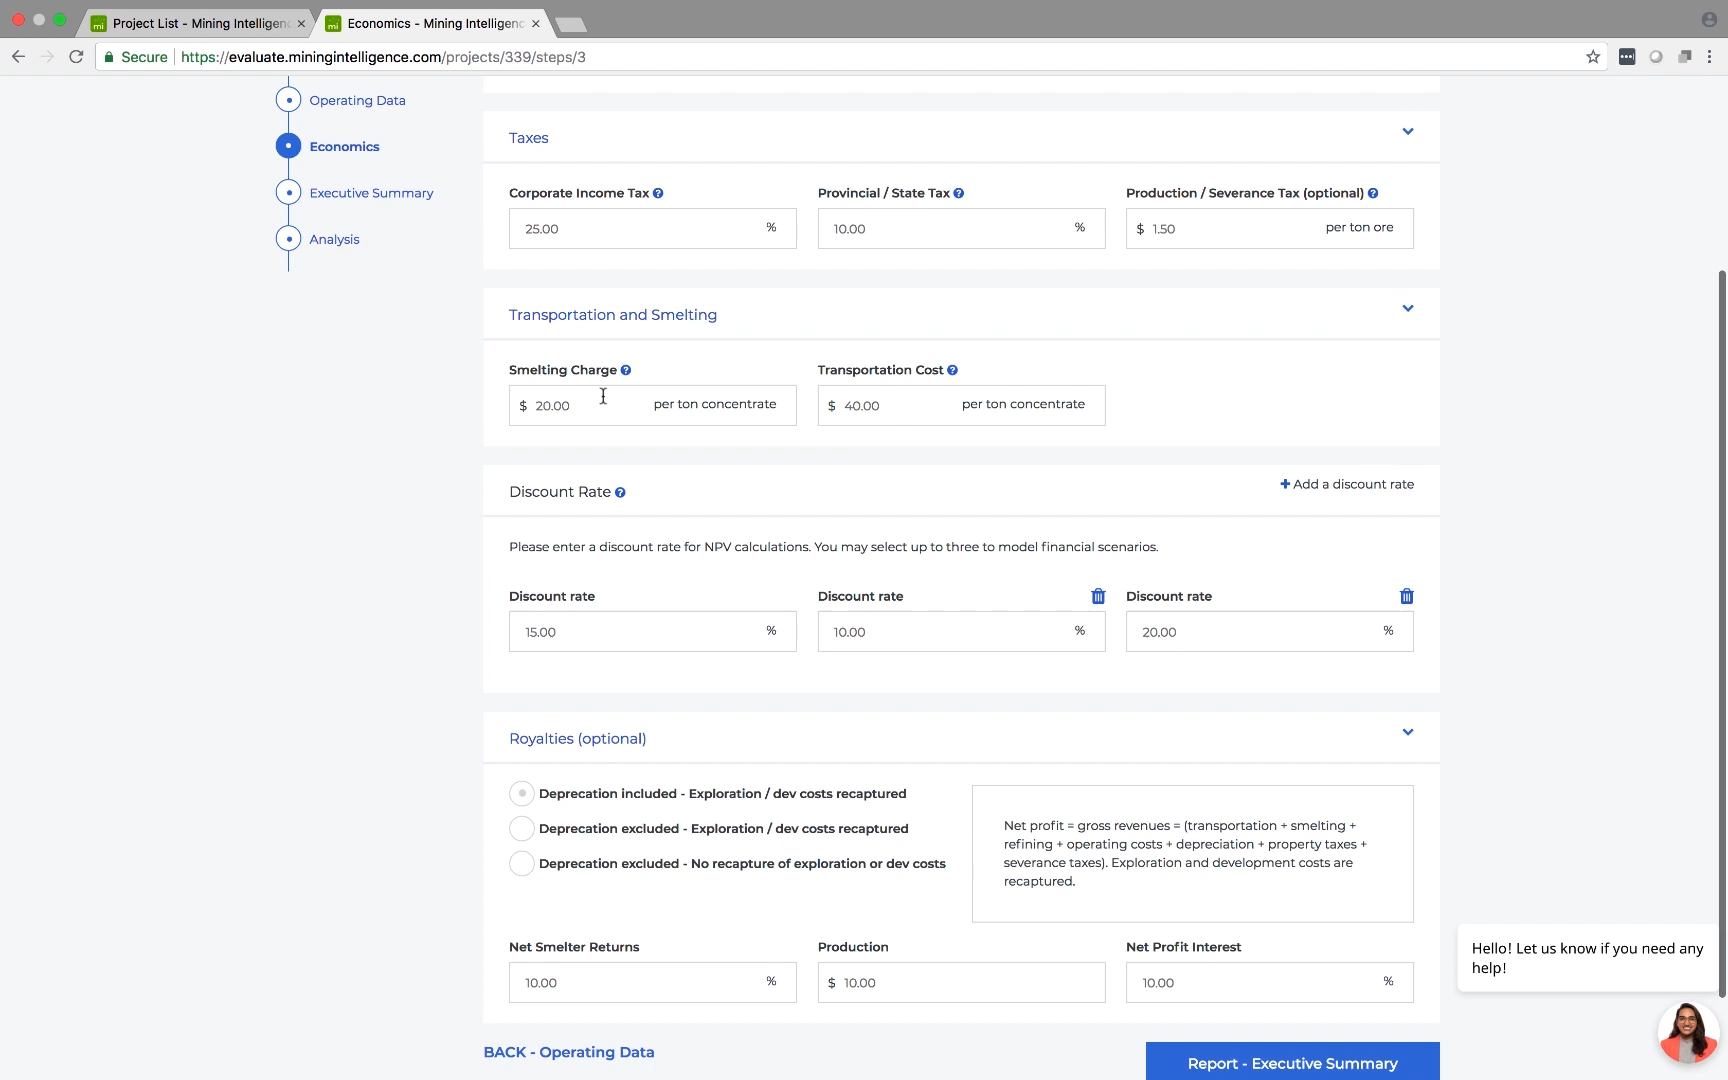 Project List - Mining Intelligenc
Economics - Mining Intelligenc
Secure
https://evaluate.miningintelligence.com/projects/339/steps/3
Operating Data
Economics
Executive Summary
Analysis
Taxes
Corporate Income Tax
Provincial / State Tax
Production / Severance Tax (optional)
25.00 %
10.00 %
$ 1.50 per ton ore
Transportation and Smelting
Smelting Charge
Transportation Cost
$ 20.00 per ton concentrate
$ 40.00 per ton concentrate
Discount Rate
+ Add a discount rate
Please enter a discount rate for NPV calculations. You may select up to three to model financial scenarios.
Discount rate
Discount rate
Discount rate
15.00 %
10.00 %
20.00 %
Royalties (optional)
Deprecation included - Exploration / dev costs recaptured
Deprecation excluded - Exploration / dev costs recaptured
Deprecation excluded - No recapture of exploration or dev costs
Net profit = gross revenues = (transportation + smelting +
refining + operating costs + depreciation + property taxes +
severance taxes). Exploration and development costs are
recaptured.
Net Smelter Returns
Production
Net Profit Interest
10.00 %
$ 10.00
10.00 %
BACK - Operating Data
Report - Executive Summary
Hello! Let us know if you need any
help!